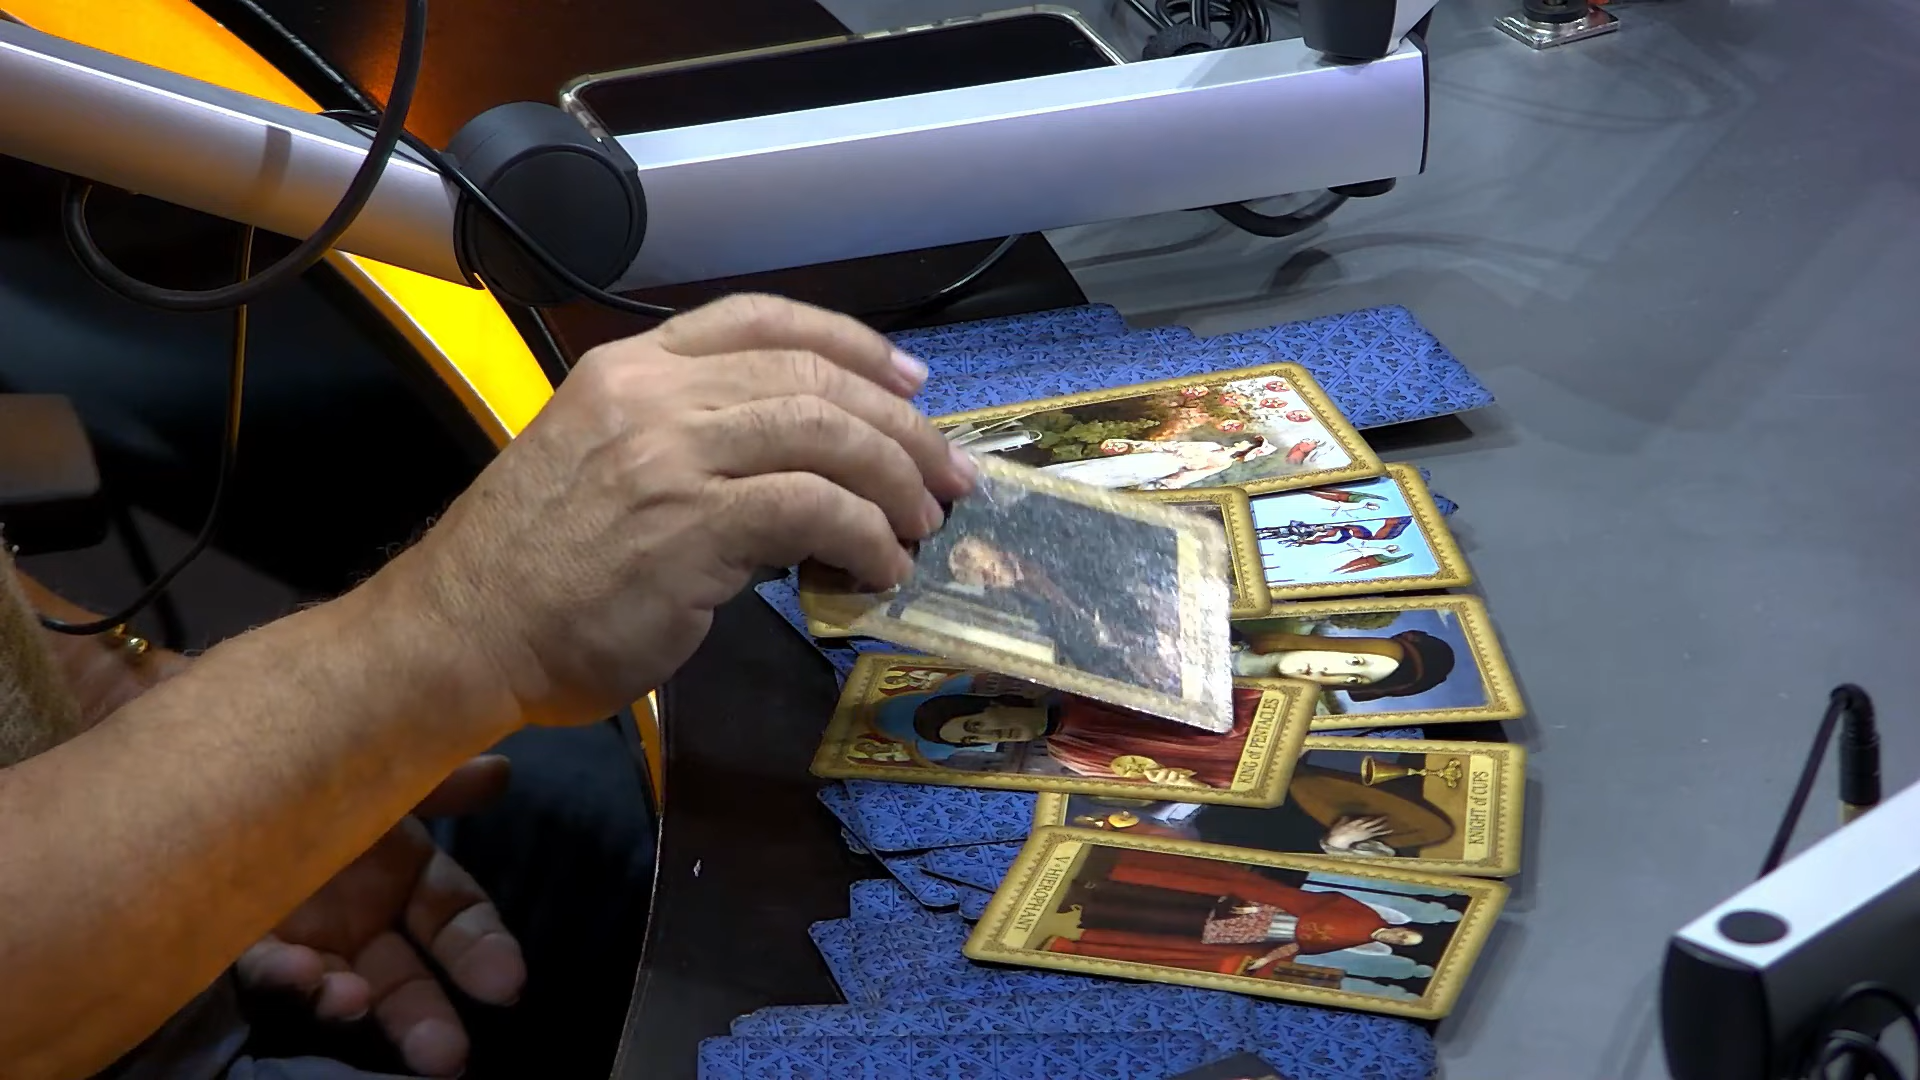 KING of PENTACLES
KNIGHT of CUPS
V • HIEROPHANT